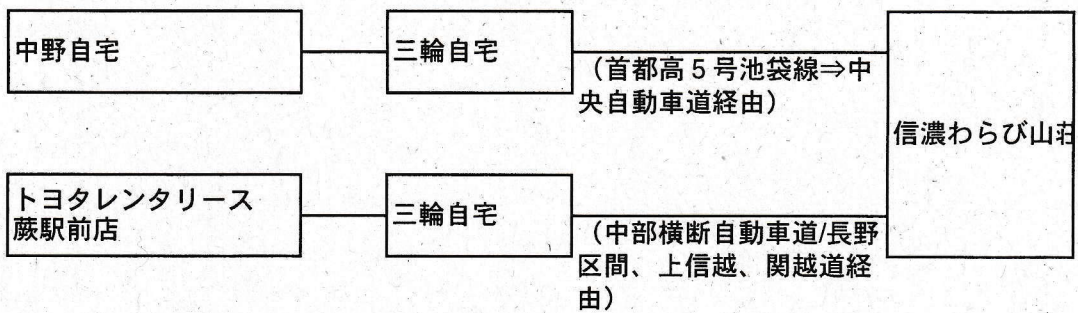 中野自宅
三輪自宅
（首都高５号池袋線⇒中
央自動車道経由）
信濃わらび山荘
トヨタレンタリース
蕨駅前店
三輪自宅
（中部横断自動車道/長野
区間、上信越、関越道経
由）